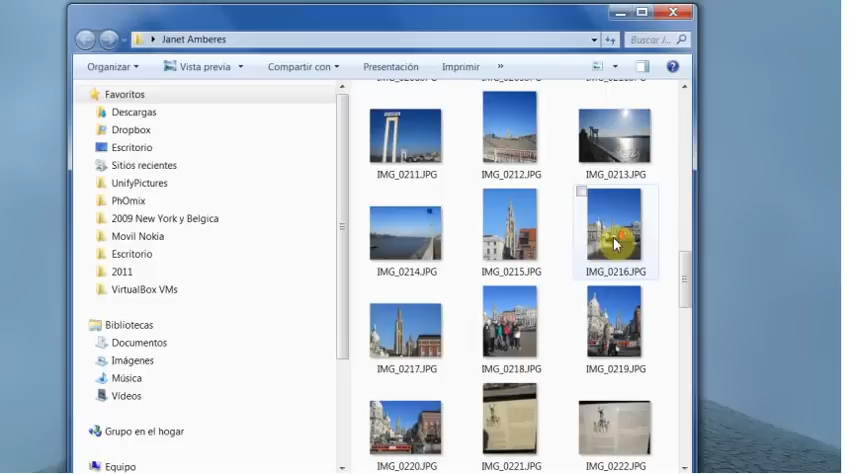 Janet Amberes
Buscar J...
Organizar
Vista previa
Compartir con
Presentación
Imprimir
»
Favoritos
Descargas
Dropbox
Escritorio
Sitios recientes
UnifyPictures
PhOmix
2009 New York y Belgica
Movil Nokia
Escritorio
2011
VirtualBox VMs
Bibliotecas
Documentos
Imágenes
Música
Vídeos
Grupo en el hogar
Equipo
IMG_0211.JPG
IMG_0212.JPG
IMG_0213.JPG
IMG_0214.JPG
IMG_0215.JPG
IMG_0216.JPG
IMG_0217.JPG
IMG_0218.JPG
IMG_0219.JPG
IMG_0220.JPG
IMG_0221.JPG
IMG_0222.JPG